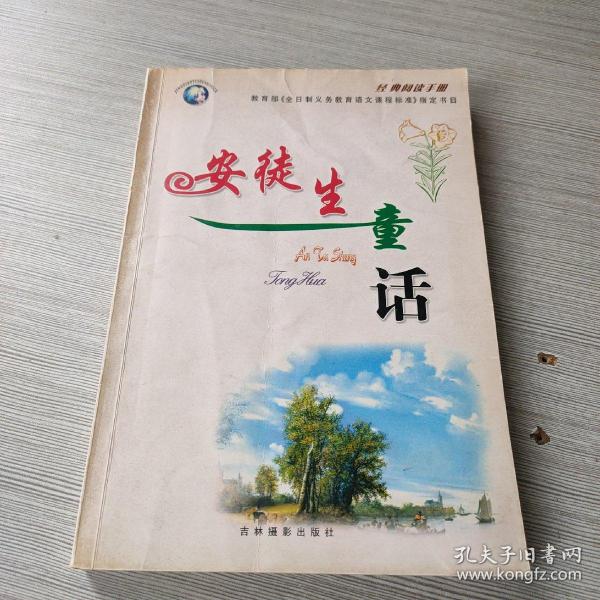 经典阅读手册
教育部《全日制义务教育语文课程标准》指定书目
安徒生童话
An Tu Sheng
Tong Hua
吉林摄影出版社
孔夫子旧书网
www.kongfz.com